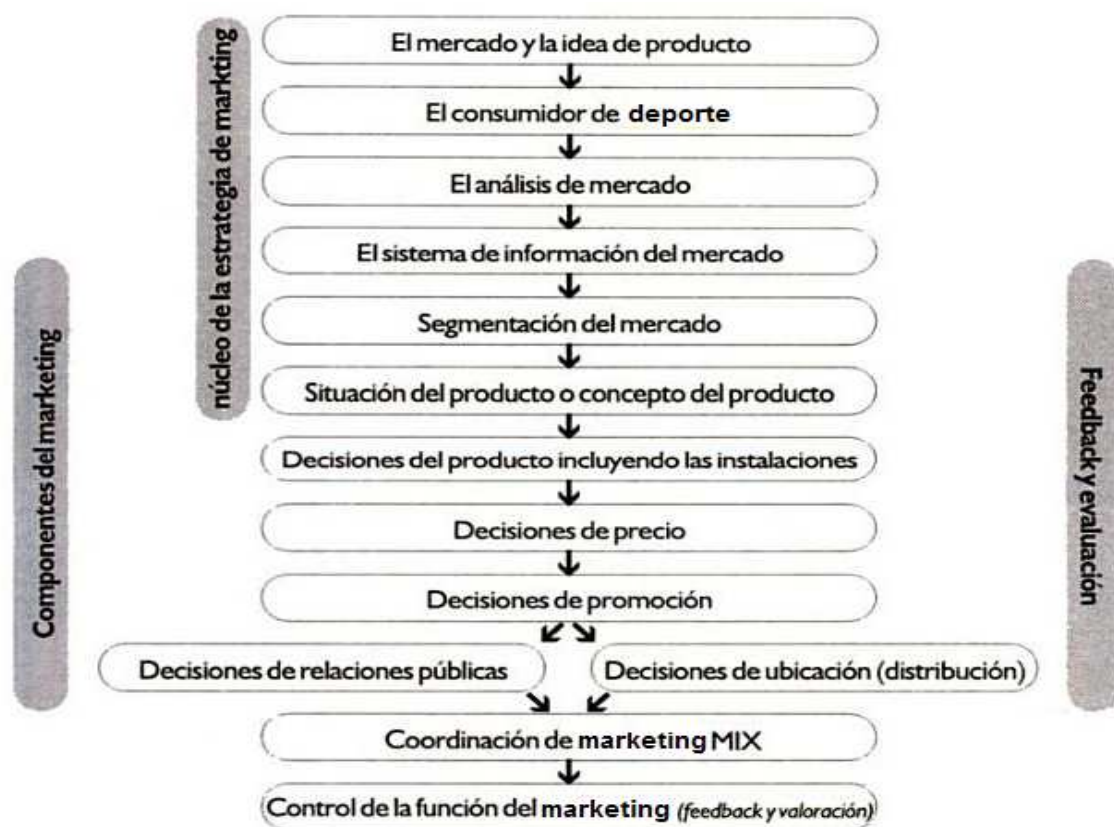 núcleo de la estrategia de markting
El mercado y la idea de producto
El consumidor de deporte
El análisis de mercado
El sistema de información del mercado
Segmentación del mercado
Situación del producto o concepto del producto
Componentes del marketing
Feedback y evaluación
Decisiones del producto incluyendo las instalaciones
Decisiones de precio
Decisiones de promoción
Decisiones de relaciones públicas
Decisiones de ubicación (distribución)
Coordinación de marketing MIX
Control de la función del marketing (feedback y valoración)